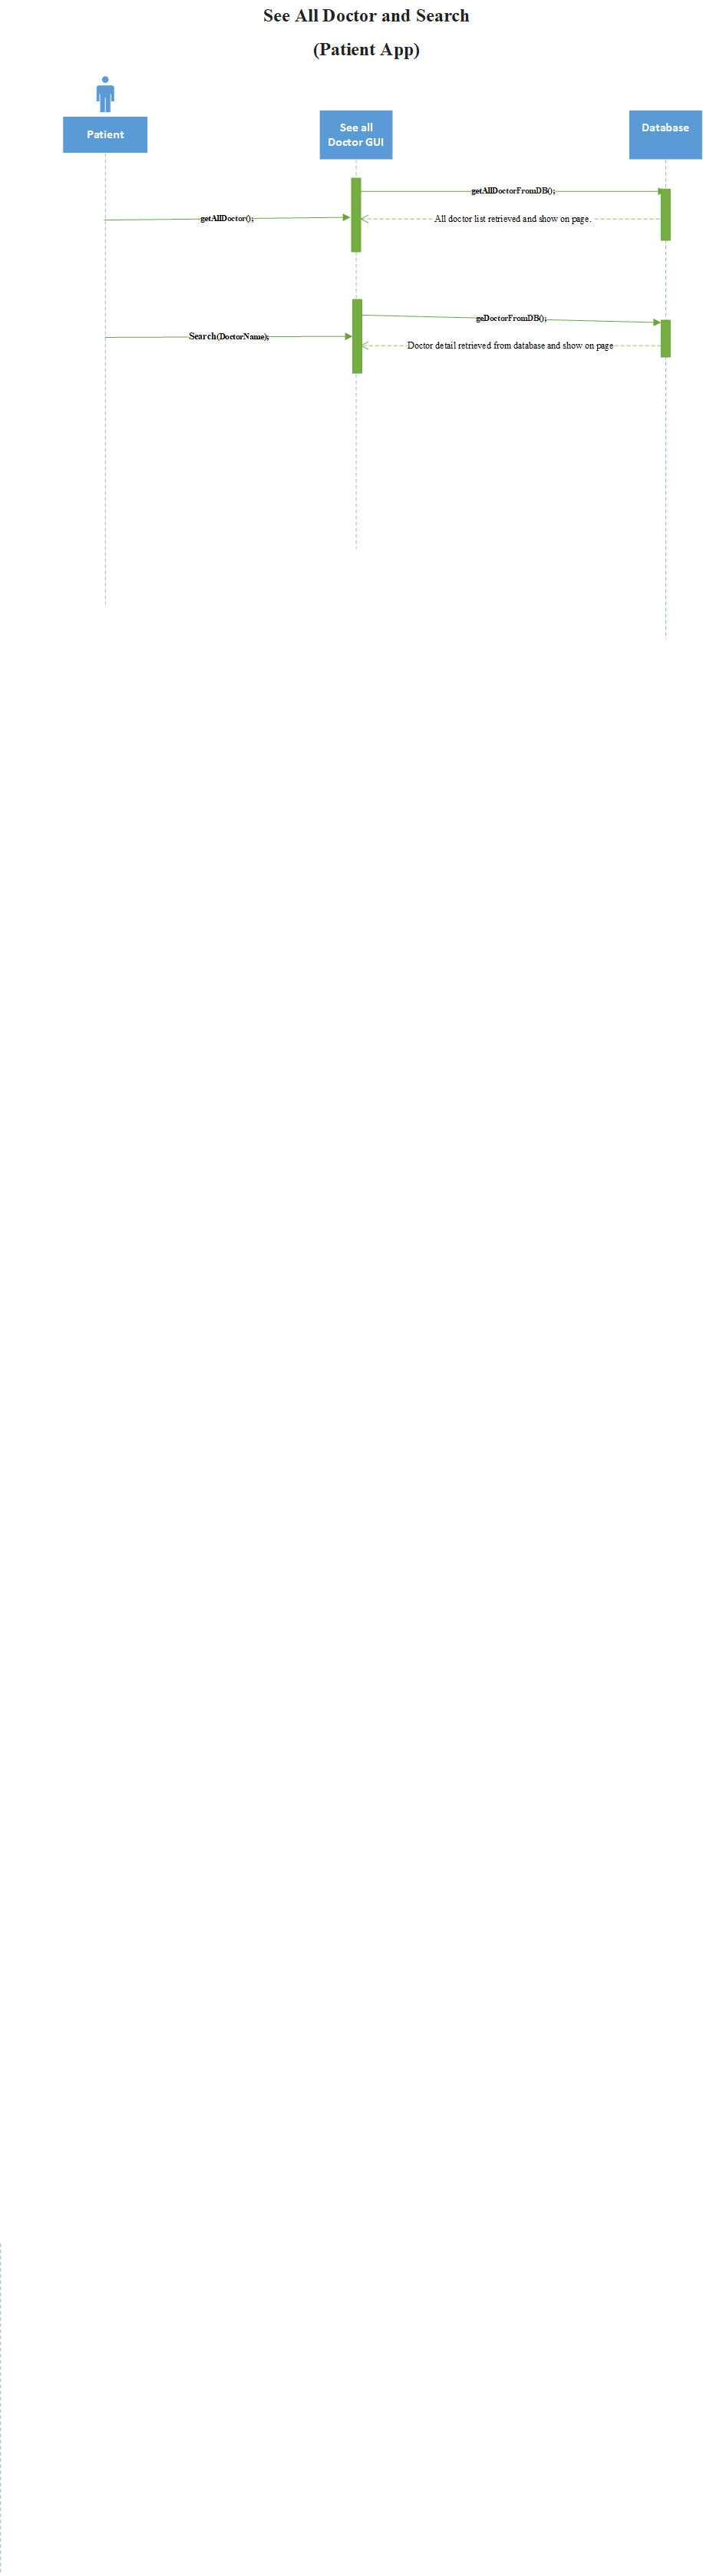 See All Doctor and Search
(Patient App)
Patient
See all
Doctor GUI
Database
getAllDoctorFromDB();
getAllDoctor();
All doctor list retrieved and show on page.
geDoctorFromDB();
Search(DoctorName);
Doctor detail retrieved from database and show on page